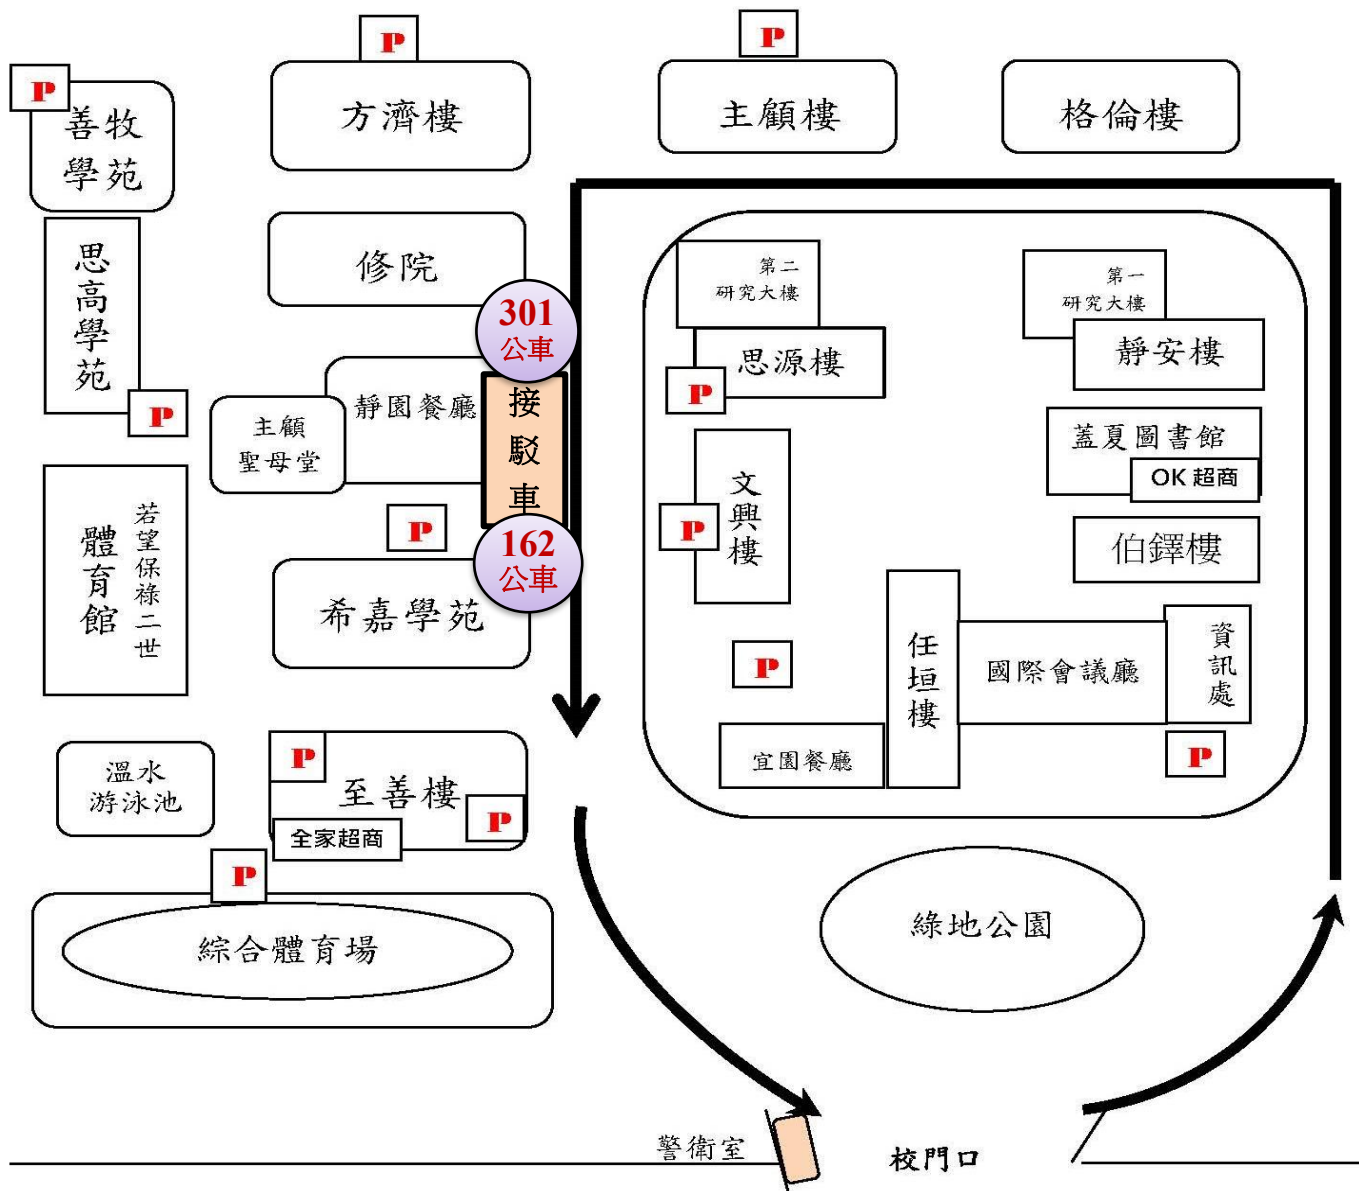 P
P
P
善牧
學苑
方濟樓
主顧樓
格倫樓
思高學苑
修院
301
公車
第二
研究大樓
第一
研究大樓
思源樓
靜安樓
P
P
靜園餐廳
接駁車
主顧
聖母堂
蓋夏圖書館
OK 超商
若望保祿二世
體育館
P
文興樓
P
162
公車
伯鐸樓
希嘉學苑
任垣樓
國際會議廳
資訊處
P
P
宜園餐廳
P
溫水
游泳池
至善樓
P
全家超商
P
綜合體育場
綠地公園
警衛室
校門口